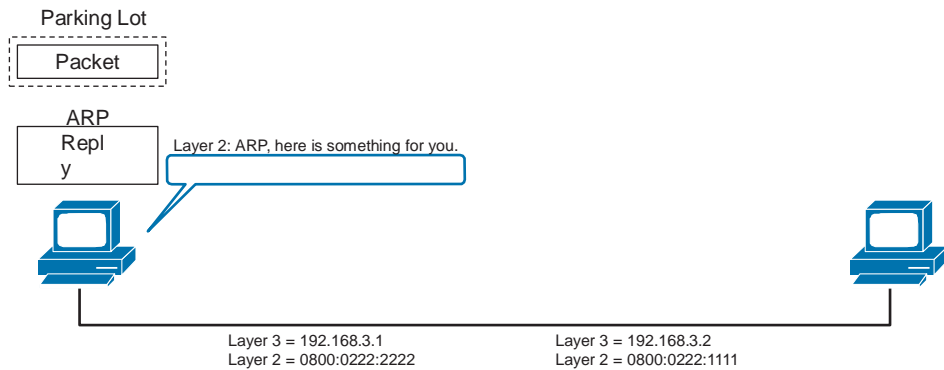 Parking Lot
Packet
ARP
Repl
y
Layer 2: ARP, here is something for you.
Layer 3 = 192.168.3.1
Layer 2 = 0800:0222:2222
Layer 3 = 192.168.3.2
Layer 2 = 0800:0222:1111